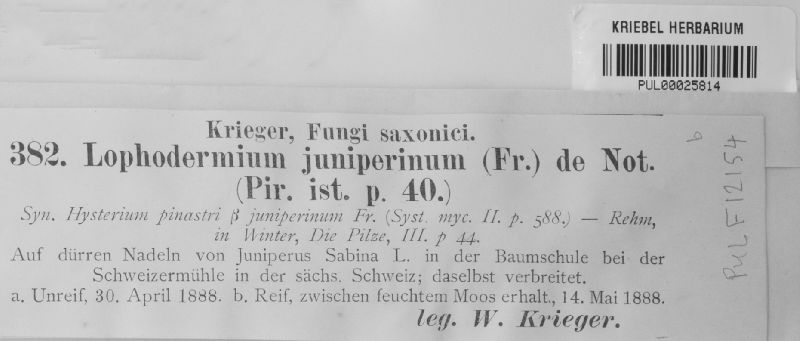 KRIEBEL HERBARIUM
PUL00025814
Krieger, Fungi saxonici.
382. Lophodermium juniperinum (Fr.) de Not.
(Pir. ist. p. 40.)
Syn. Hysterium pinastri β juniperinum Fr. (Syst. myc. II. p. 588.) — Rehm,
in Winter, Die Pilze, III. p 44.
Auf dürren Nadeln von Juniperus Sabina L. in der Baumschule bei der
Schweizermühle in der sächs. Schweiz; daselbst verbreitet.
a. Unreif, 30. April 1888. b. Reif, zwischen feuchtem Moos erhalt., 14. Mai 1888.
leg. W. Krieger.
b
PUL F12154